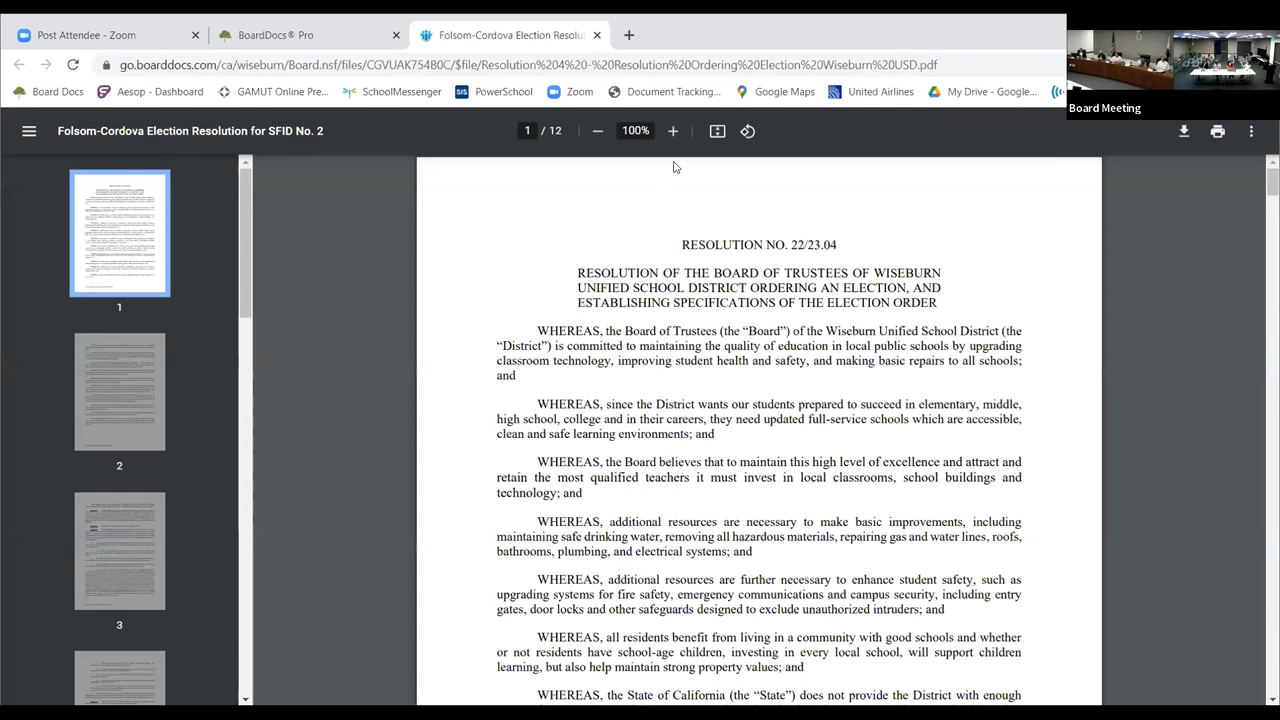 Post Attendee - Zoom
BoardDocs® Pro
Folsom-Cordova Election Resolu
go.boarddocs.com/ca/wiseburn/Board.nsf/files/CGVUAK754B0C/$file/Resolution%204%20-%20Resolution%20Ordering%20Election%20Wiseburn%20USD.pdf
Board Docs
Aesop - Dashboard
GAMUT Online Pre...
SchoolMessenger
SIS
PowerSchool
Zoom
Document Tracking...
Google Maps
United Airlines
My Drive - Google...
Board Meeting
Folsom-Cordova Election Resolution for SFID No. 2
1 / 12
100%
1
2
3
RESOLUTION NO. 22/23.04
RESOLUTION OF THE BOARD OF TRUSTEES OF WISEBURN
UNIFIED SCHOOL DISTRICT ORDERING AN ELECTION, AND
ESTABLISHING SPECIFICATIONS OF THE ELECTION ORDER
WHEREAS, the Board of Trustees (the “Board”) of the Wiseburn Unified School District (the
“District”) is committed to maintaining the quality of education in local public schools by upgrading
classroom technology, improving student health and safety, and making basic repairs to all schools;
and
WHEREAS, since the District wants our students prepared to succeed in elementary, middle,
high school, college and in their careers, they need updated full-service schools which are accessible,
clean and safe learning environments; and
WHEREAS, the Board believes that to maintain this high level of excellence and attract and
retain the most qualified teachers it must invest in local classrooms, school buildings and
technology; and
WHEREAS, additional resources are necessary to make basic improvements, including
maintaining safe drinking water, removing all hazardous materials, repairing gas and water lines, roofs,
bathrooms, plumbing, and electrical systems; and
WHEREAS, additional resources are further necessary to enhance student safety, such as
upgrading systems for fire safety, emergency communications and campus security, including entry
gates, door locks and other safeguards designed to exclude unauthorized intruders; and
WHEREAS, all residents benefit from living in a community with good schools and whether
or not residents have school-age children, investing in every local school, will support children
learning, but also help maintain strong property values; and
WHEREAS, the State of California (the “State”) does not provide the District with enough